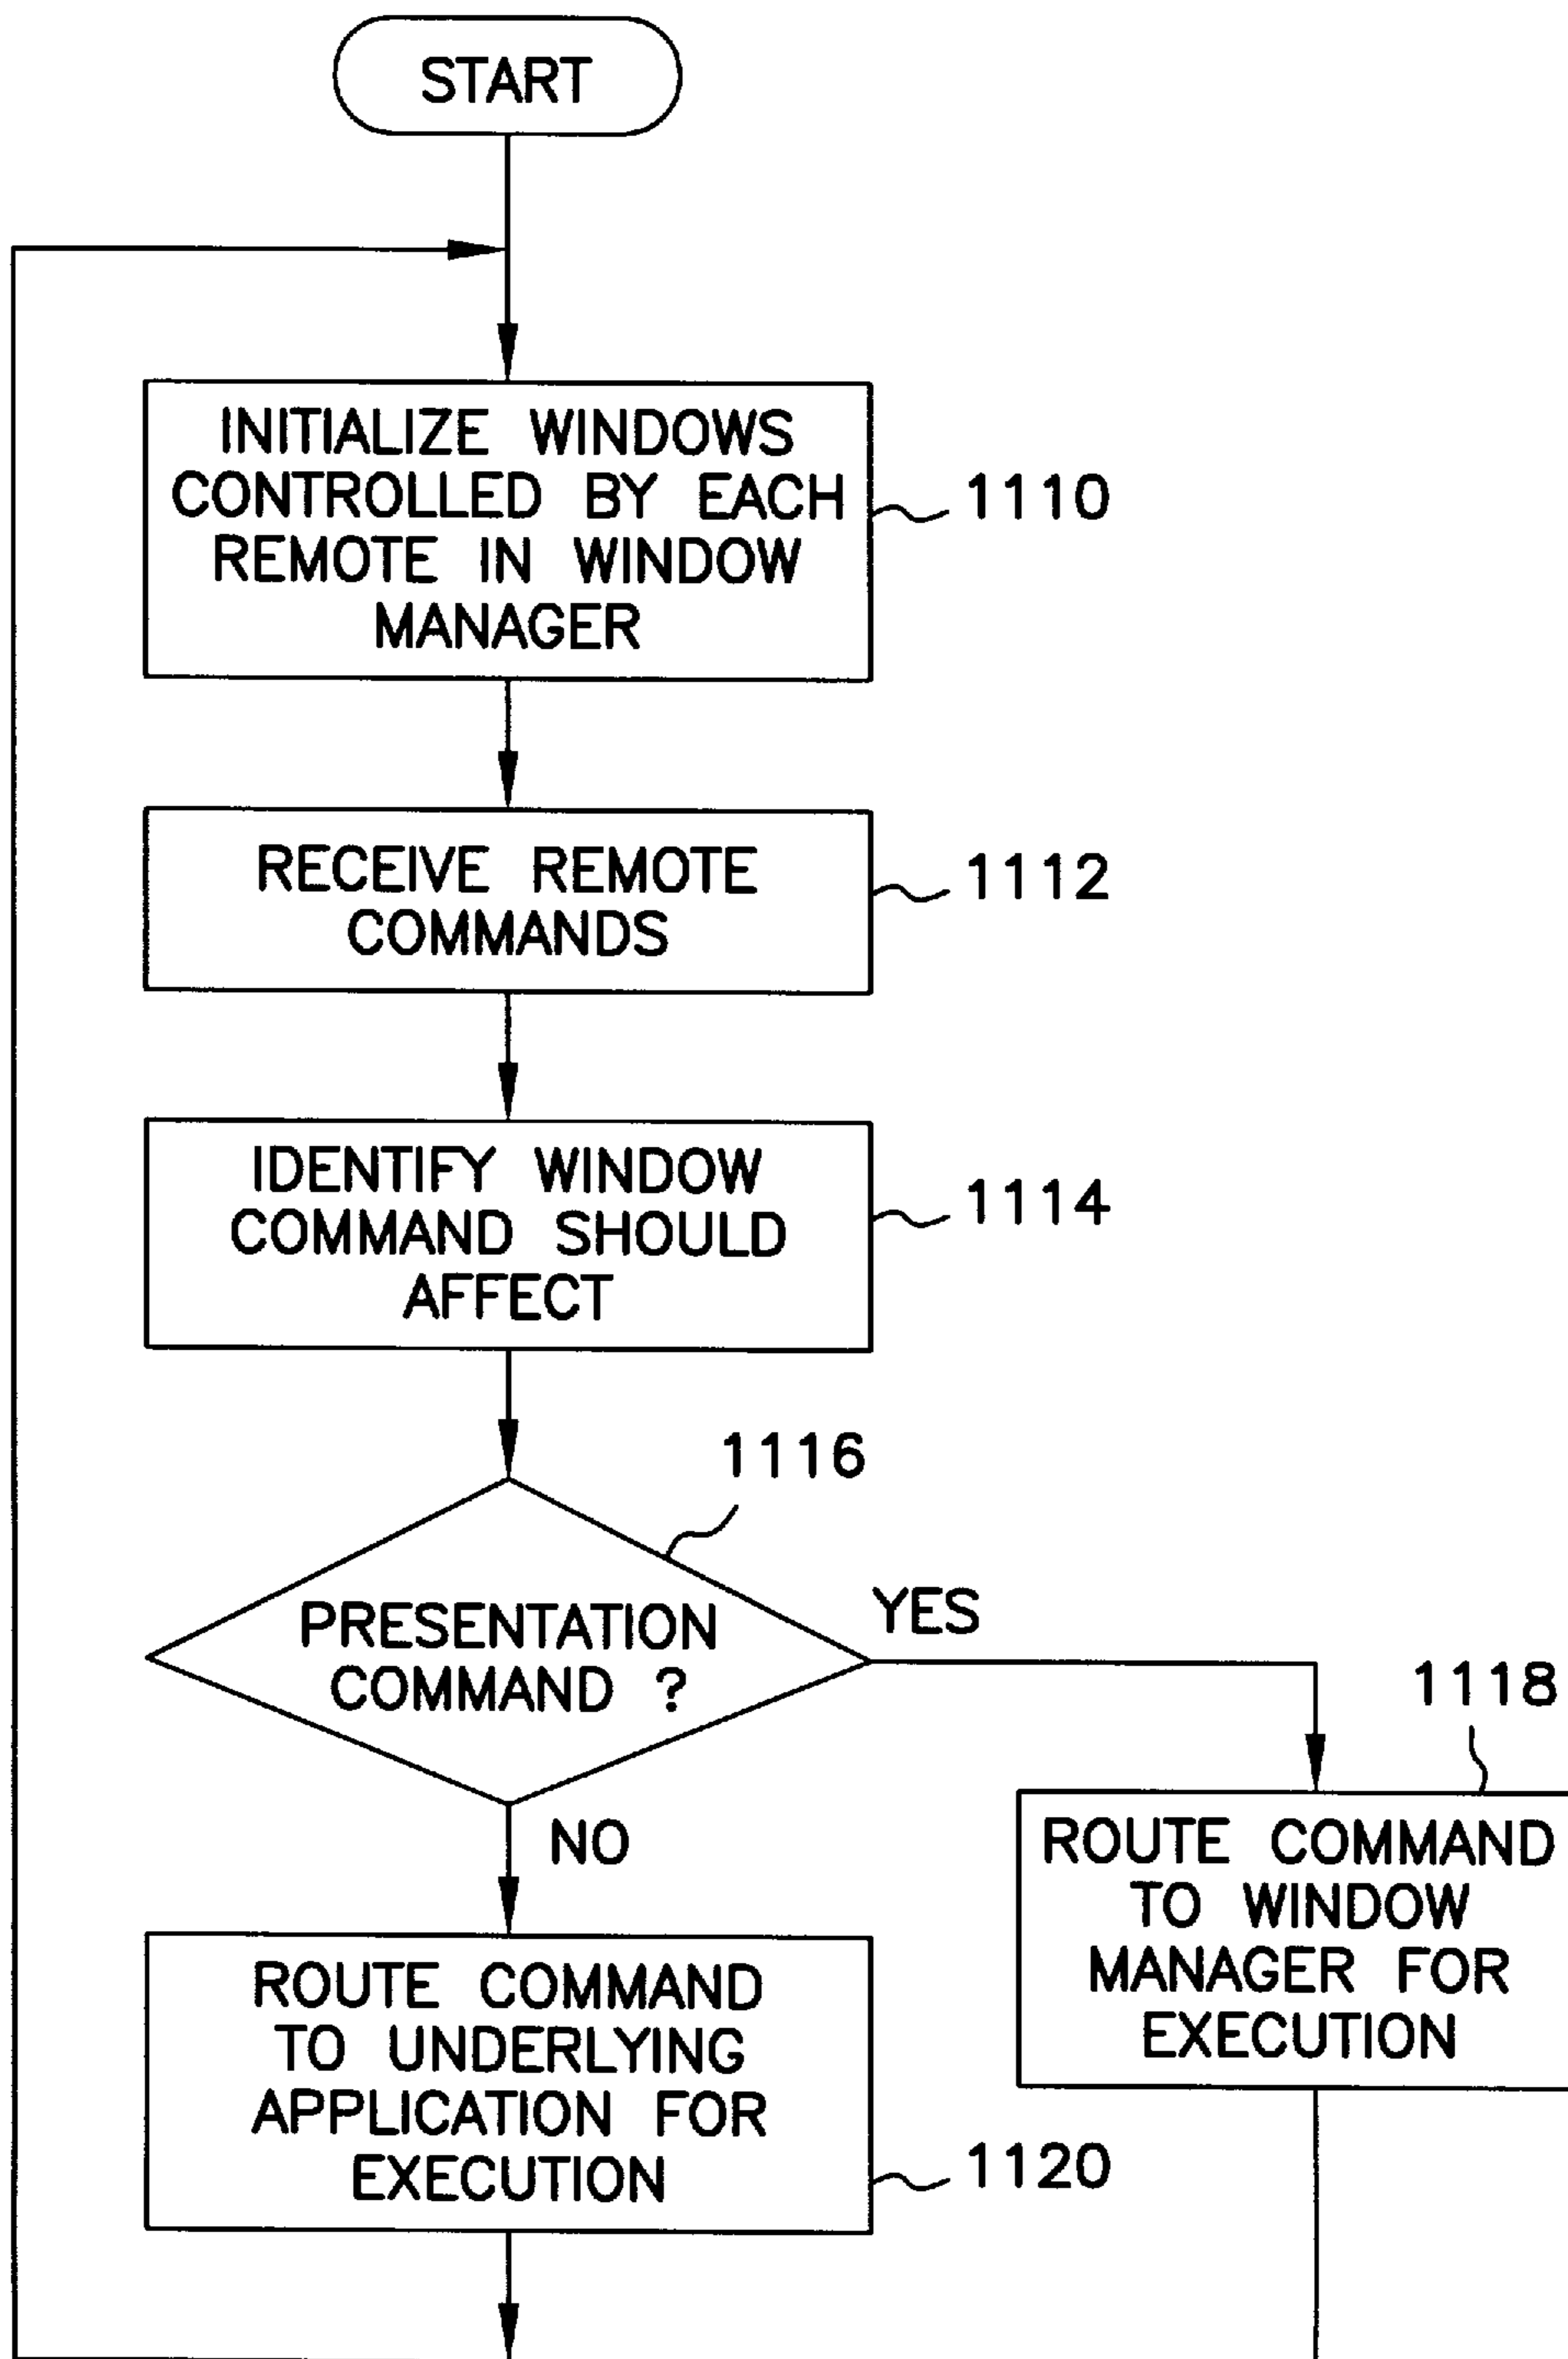 START
INITIALIZE WINDOWS
CONTROLLED BY EACH
REMOTE IN WINDOW
MANAGER
1110
RECEIVE REMOTE
COMMANDS
1112
IDENTIFY WINDOW
COMMAND SHOULD
AFFECT
1114
1116
PRESENTATION
COMMAND ?
YES
NO
1118
ROUTE COMMAND
TO WINDOW
MANAGER FOR
EXECUTION
ROUTE COMMAND
TO UNDERLYING
APPLICATION FOR
EXECUTION
1120